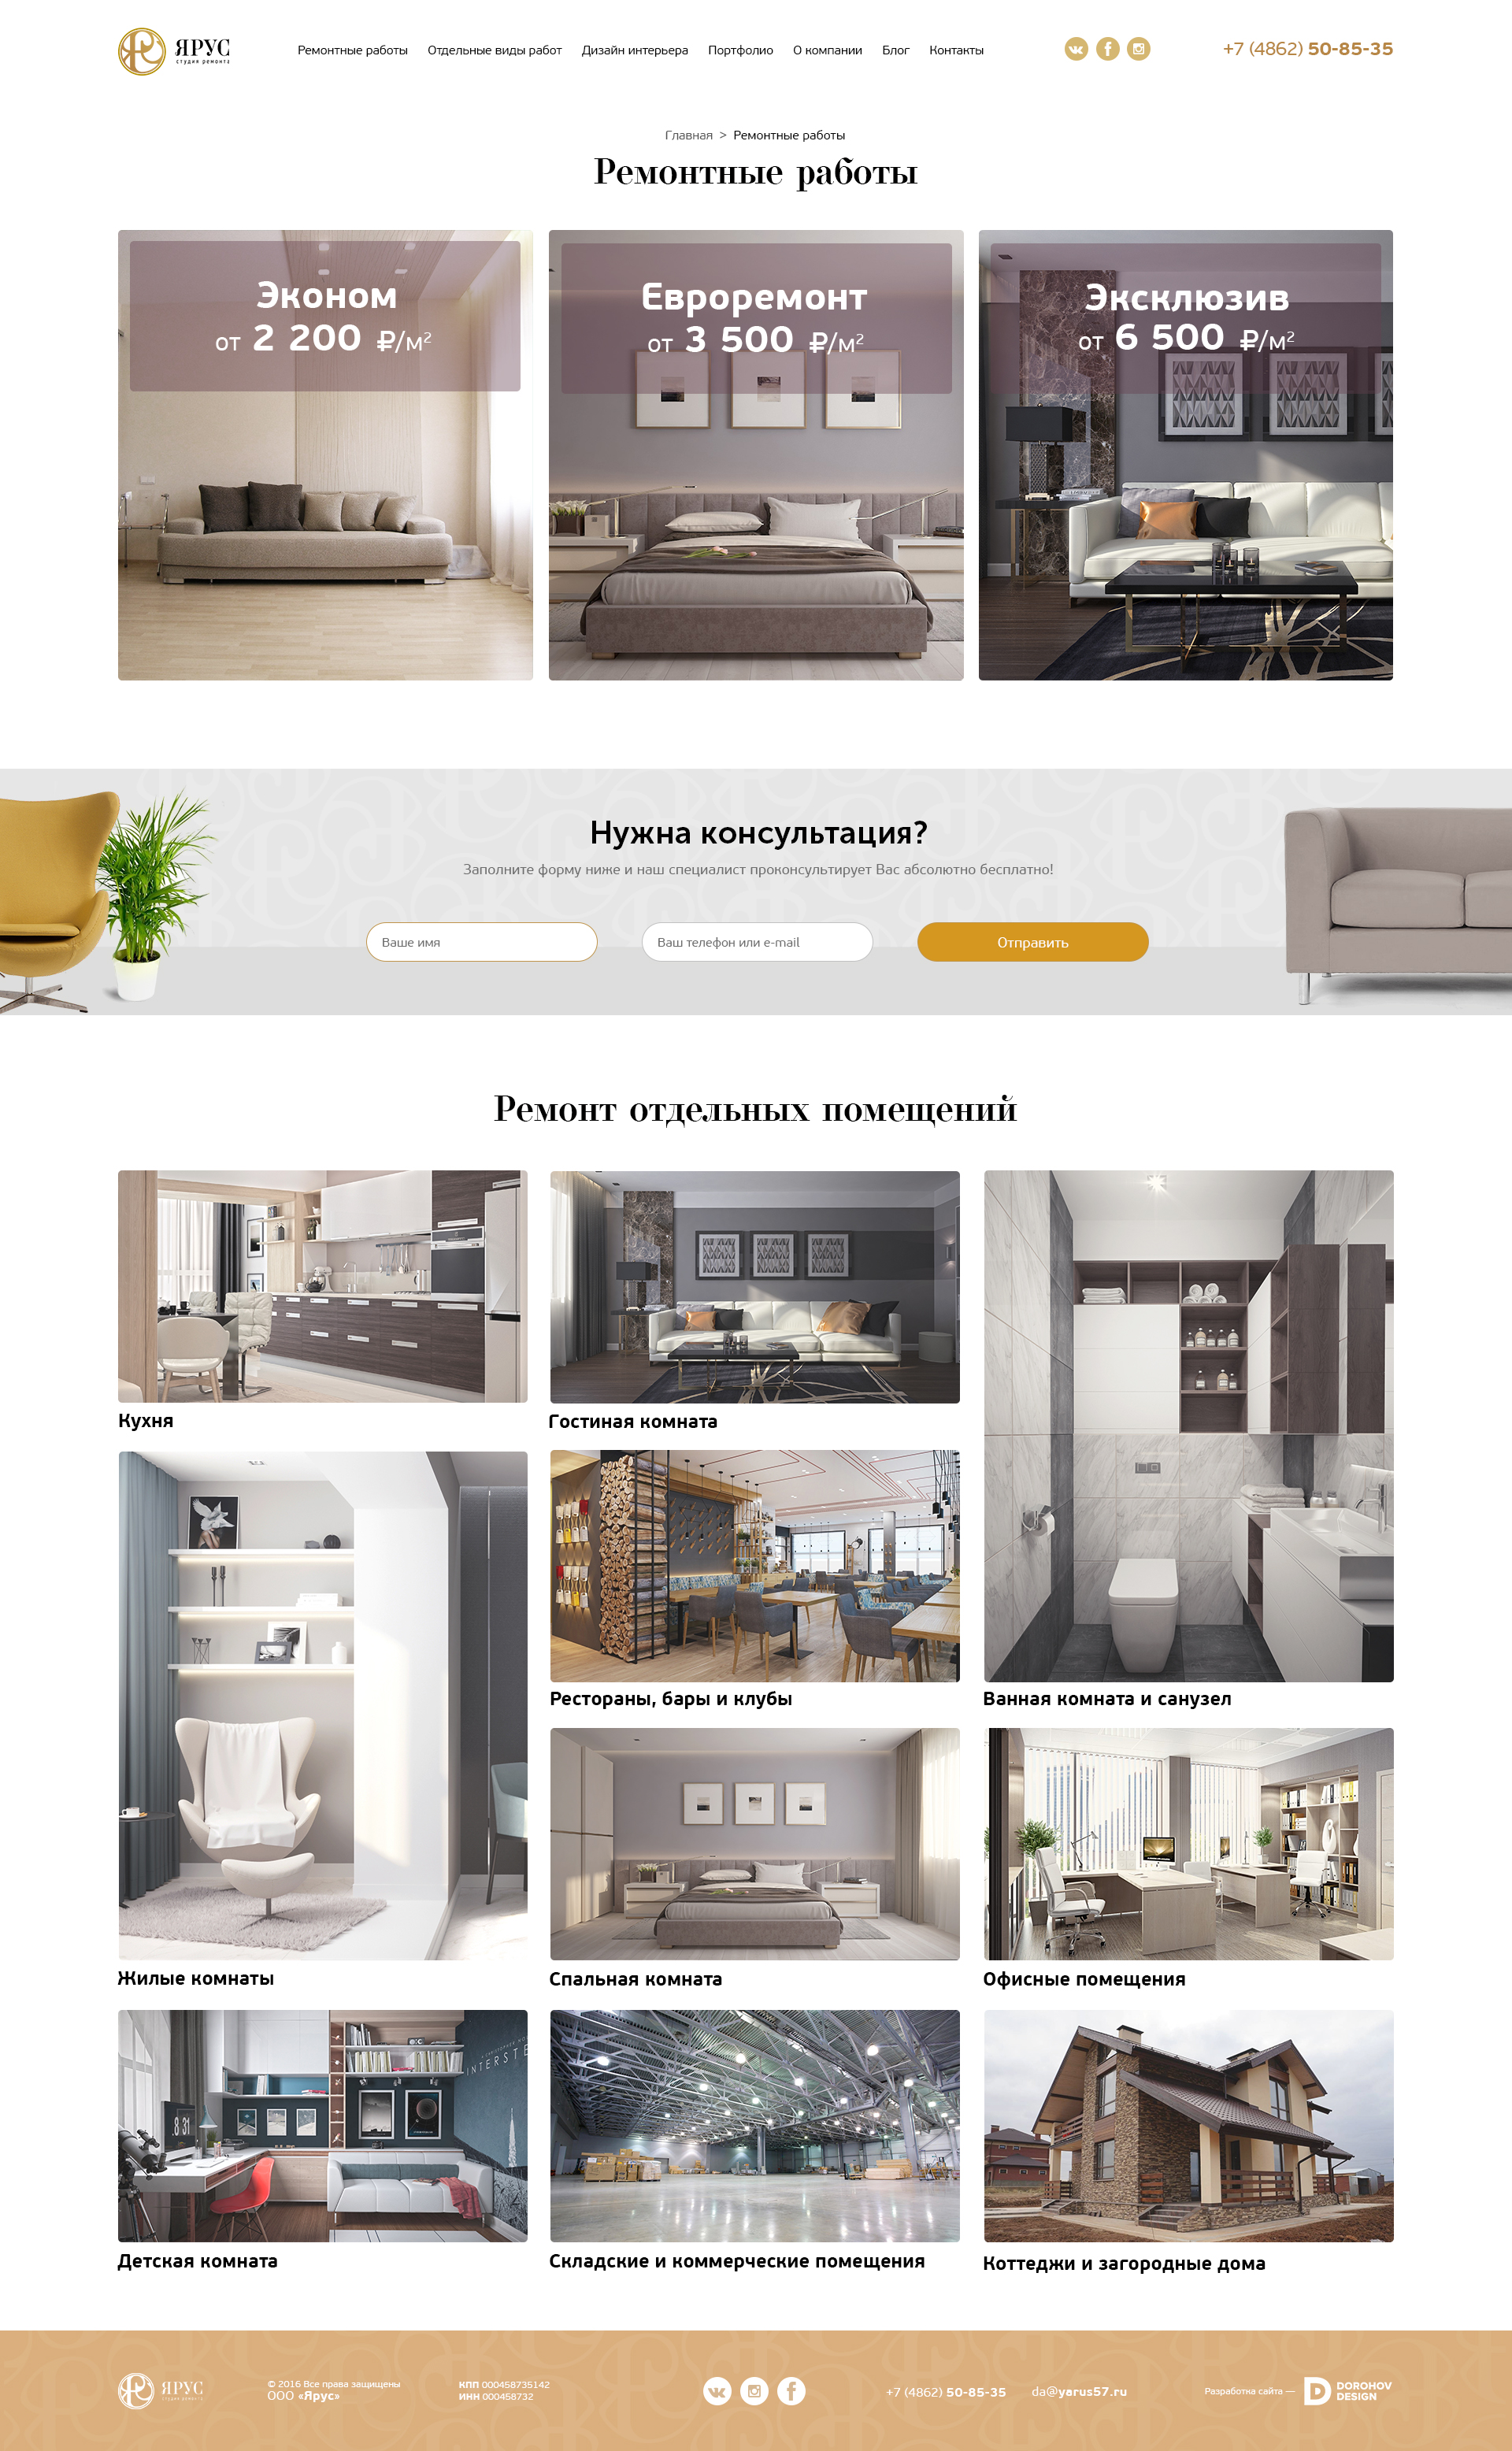 ЯРУС
студия ремонта
Ремонтные работы
Отдельные виды работ
Дизайн интерьера
Портфолио
О компании
Блог
Контакты
+7 (4862) 50-85-35
Главная > Ремонтные работы
Ремонтные работы
Эконом
от 2 200 ₽/м²
Евроремонт
от 3 500 ₽/м²
Эксклюзив
от 6 500 ₽/м²
Нужна консультация?
Заполните форму ниже и наш специалист проконсультирует Вас абсолютно бесплатно!
Ваше имя
Ваш телефон или e-mail
Отправить
Ремонт отдельных помещений
Кухня
Гостиная комната
Рестораны, бары и клубы
Ванная комната и санузел
Жилые комнаты
Спальная комната
Офисные помещения
INTERSTE
8 31
Детская комната
Складские и коммерческие помещения
Коттеджи и загородные дома
ЯРУС
студия ремонта
© 2016 Все права защищены
ООО «Ярус»
КПП 000458735142
ИНН 000458732
+7 (4862) 50-85-35
da@yarus57.ru
Разработка сайта —
DOROHOV
DESIGN